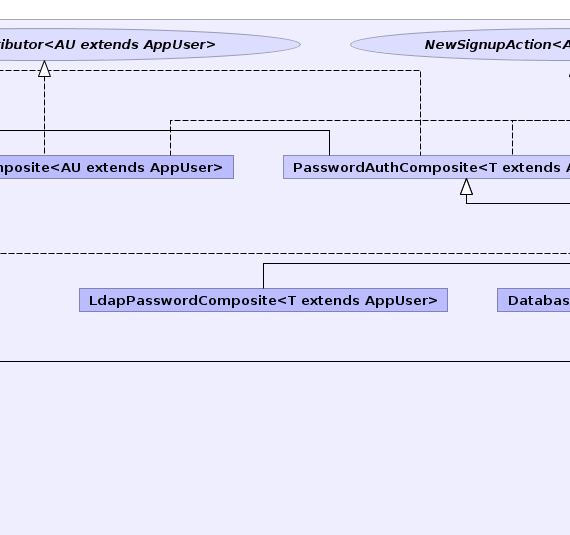 ributor<AU extends AppUser>
NewSignupAction<A
mposite<AU extends AppUser>
PasswordAuthComposite<T extends A
LdapPasswordComposite<T extends AppUser>
Databas